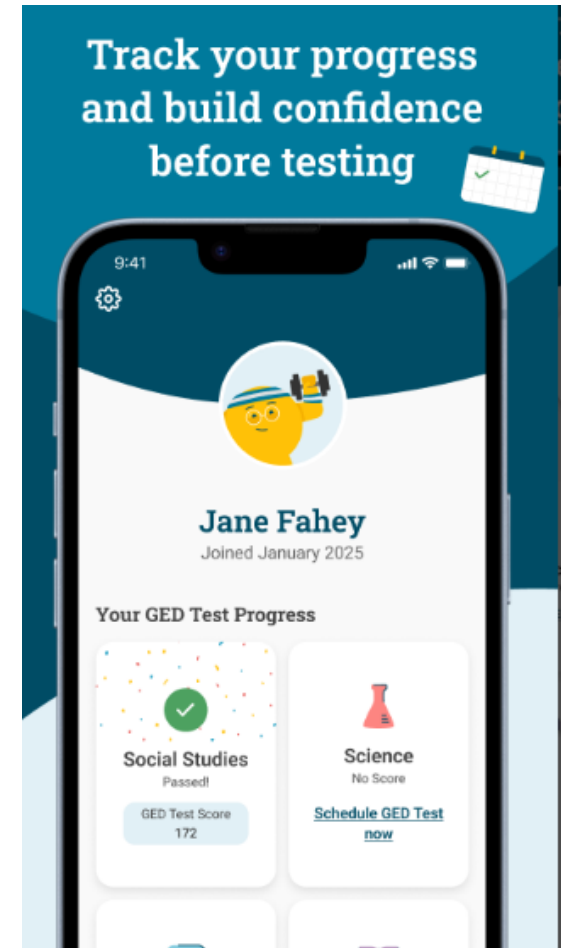 Track your progress
and build confidence
before testing
9:41
Jane Fahey
Joined January 2025
Your GED Test Progress
Social Studies
Passed!
GED Test Score
172
Science
No Score
Schedule GED Test
now